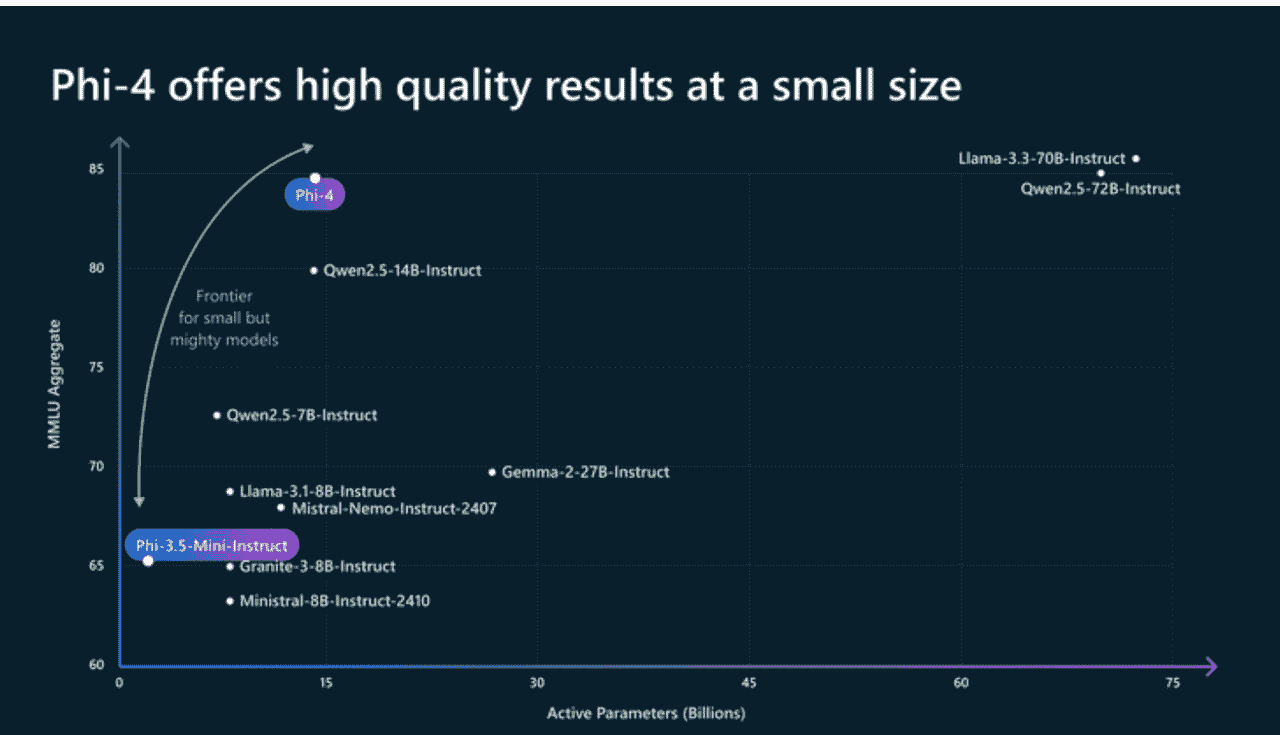 Phi-4 offers high quality results at a small size
85
Llama-3.3-70B-Instruct
Phi-4
Qwen2.5-72B-Instruct
80
Qwen2.5-14B-Instruct
Frontier
for small but
mighty models
MMLU Aggregate
75
Qwen2.5-7B-Instruct
70
Gemma-2-27B-Instruct
Llama-3.1-8B-Instruct
Mistral-Nemo-Instruct-2407
Phi-3.5-Mini-Instruct
65
Granite-3-8B-Instruct
Ministral-8B-Instruct-2410
60
0 15 30 45 60 75
Active Parameters (Billions)